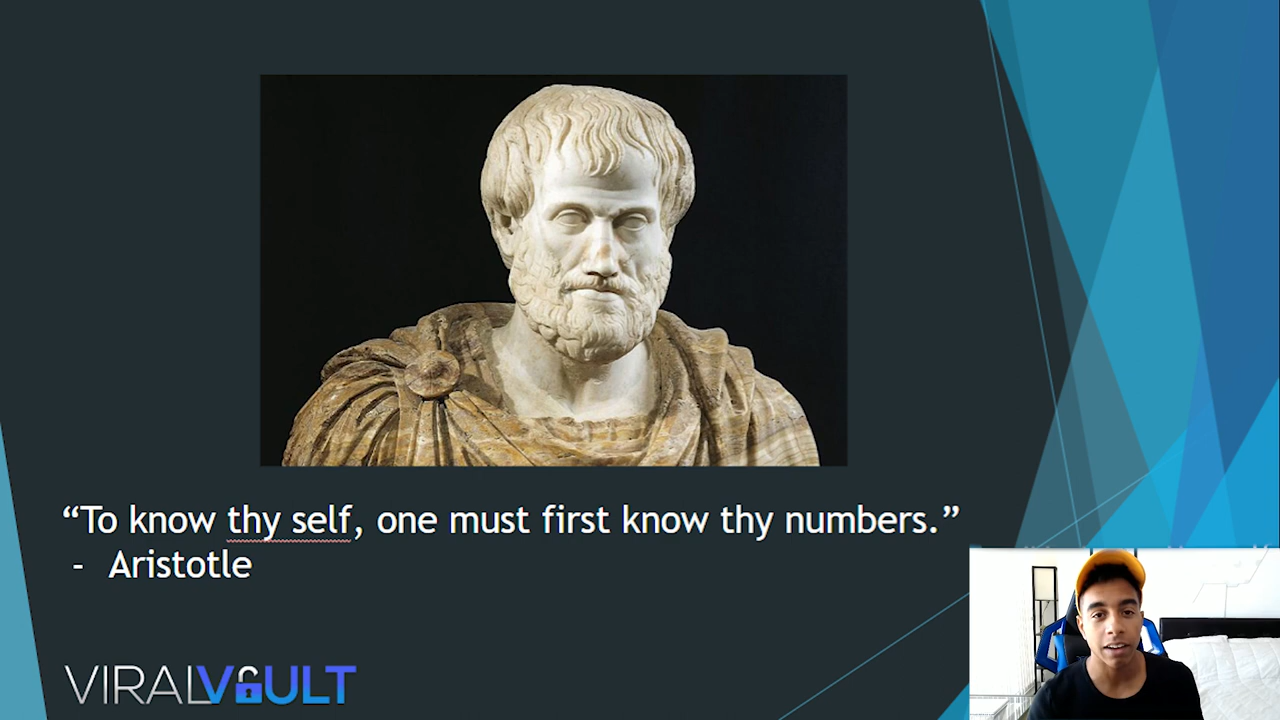 “To know thy self, one must first know thy numbers.”
- Aristotle
VIRALVAULT